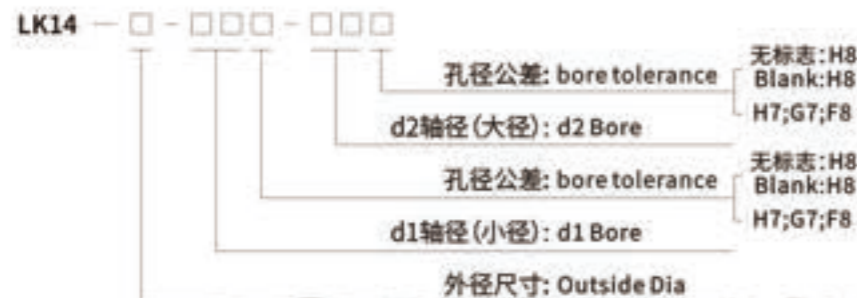 LK14 — □ - □□□ - □□□
无标志:H8
孔径公差: bore tolerance
Blank:H8
H7;G7;F8
d2轴径(大径): d2 Bore
无标志:H8
孔径公差: bore tolerance
Blank:H8
H7;G7;F8
d1轴径(小径): d1 Bore
外径尺寸: Outside Dia